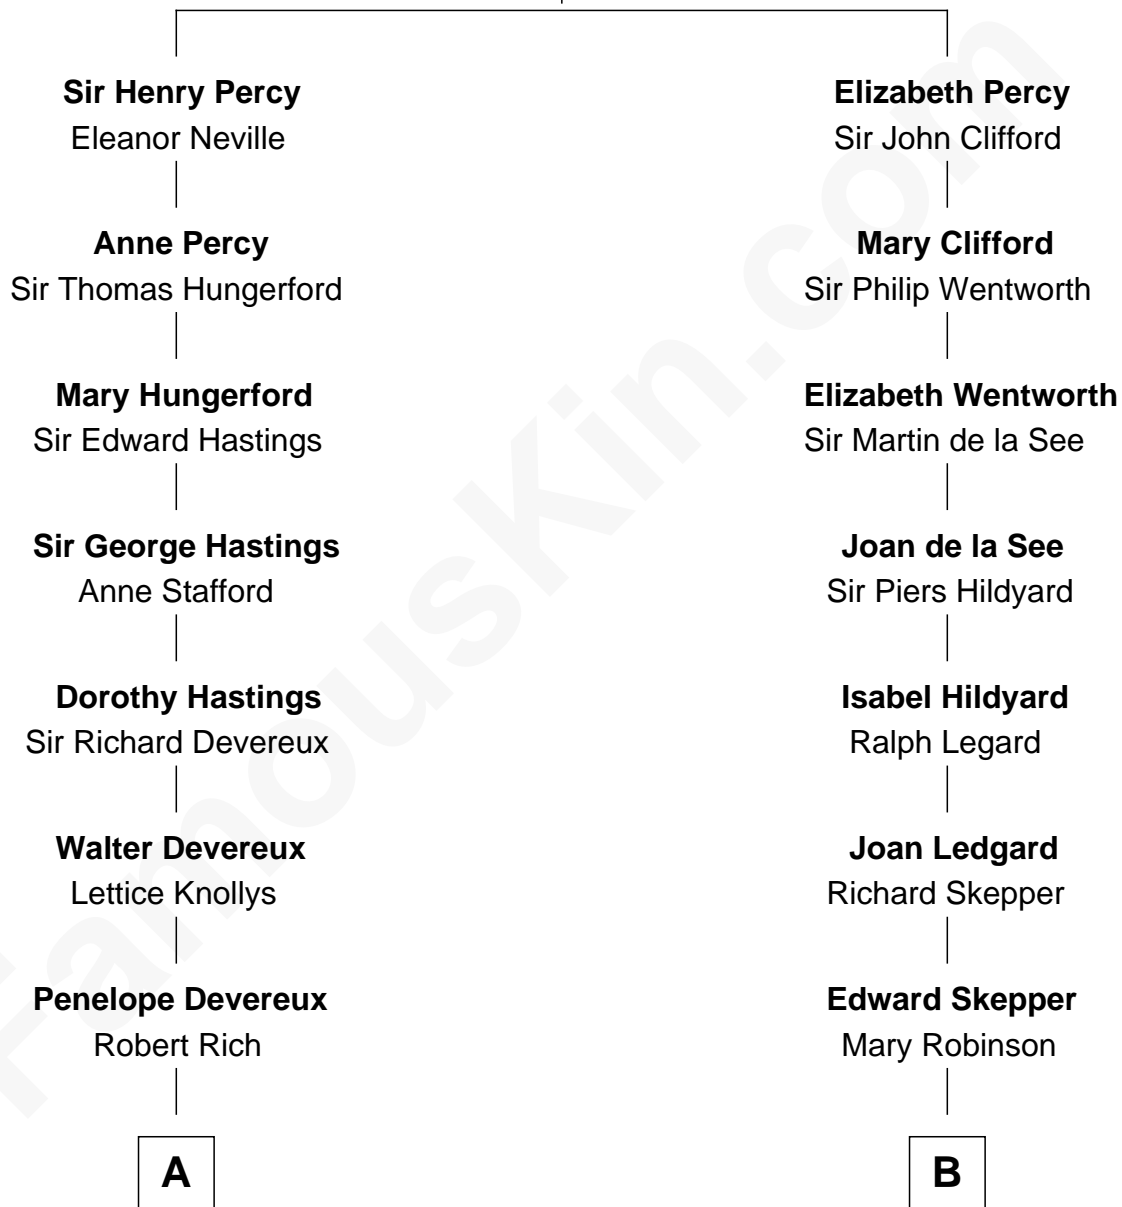 Sir Henry Percy
Eleanor Neville
Anne Percy
Sir Thomas Hungerford
Mary Hungerford
Sir Edward Hastings
Sir George Hastings
Anne Stafford
Dorothy Hastings
Sir Richard Devereux
Walter Devereux
Lettice Knollys
Penelope Devereux
Robert Rich
A
Elizabeth Percy
Sir John Clifford
Mary Clifford
Sir Philip Wentworth
Elizabeth Wentworth
Sir Martin de la See
Joan de la See
Sir Piers Hildyard
Isabel Hildyard
Ralph Legard
Joan Ledgard
Richard Skepper
Edward Skepper
Mary Robinson
B
FamousKin.com